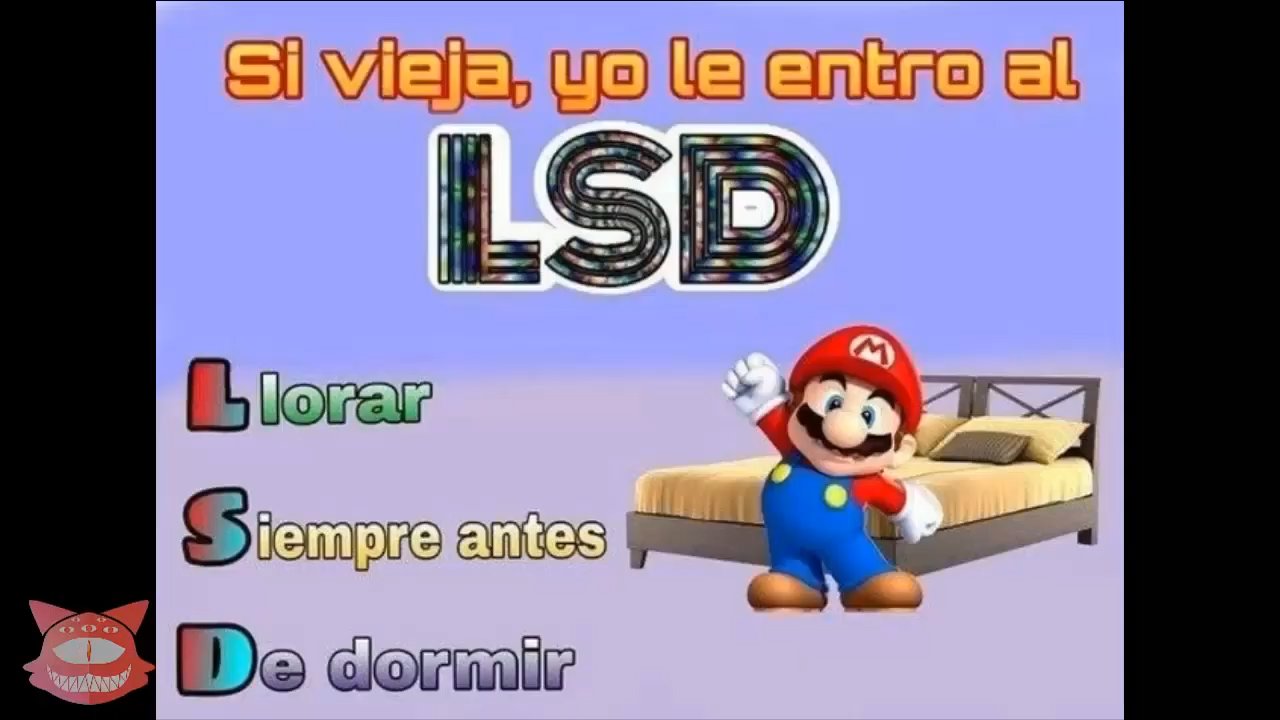 Si vieja, yo le entro al
LSD
Llorar
Siempre antes
De dormir
M